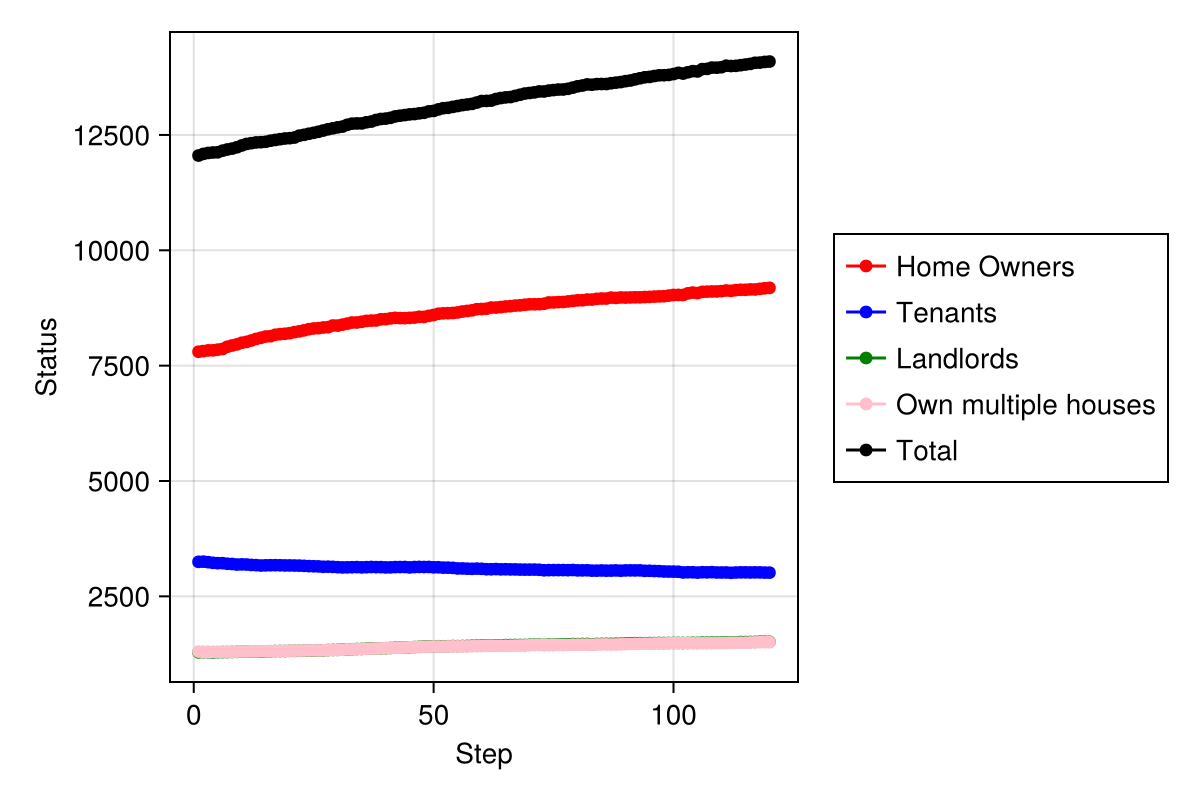 12500
10000
7500
5000
2500
Status
0 50 100
Step
Home Owners
Tenants
Landlords
Own multiple houses
Total